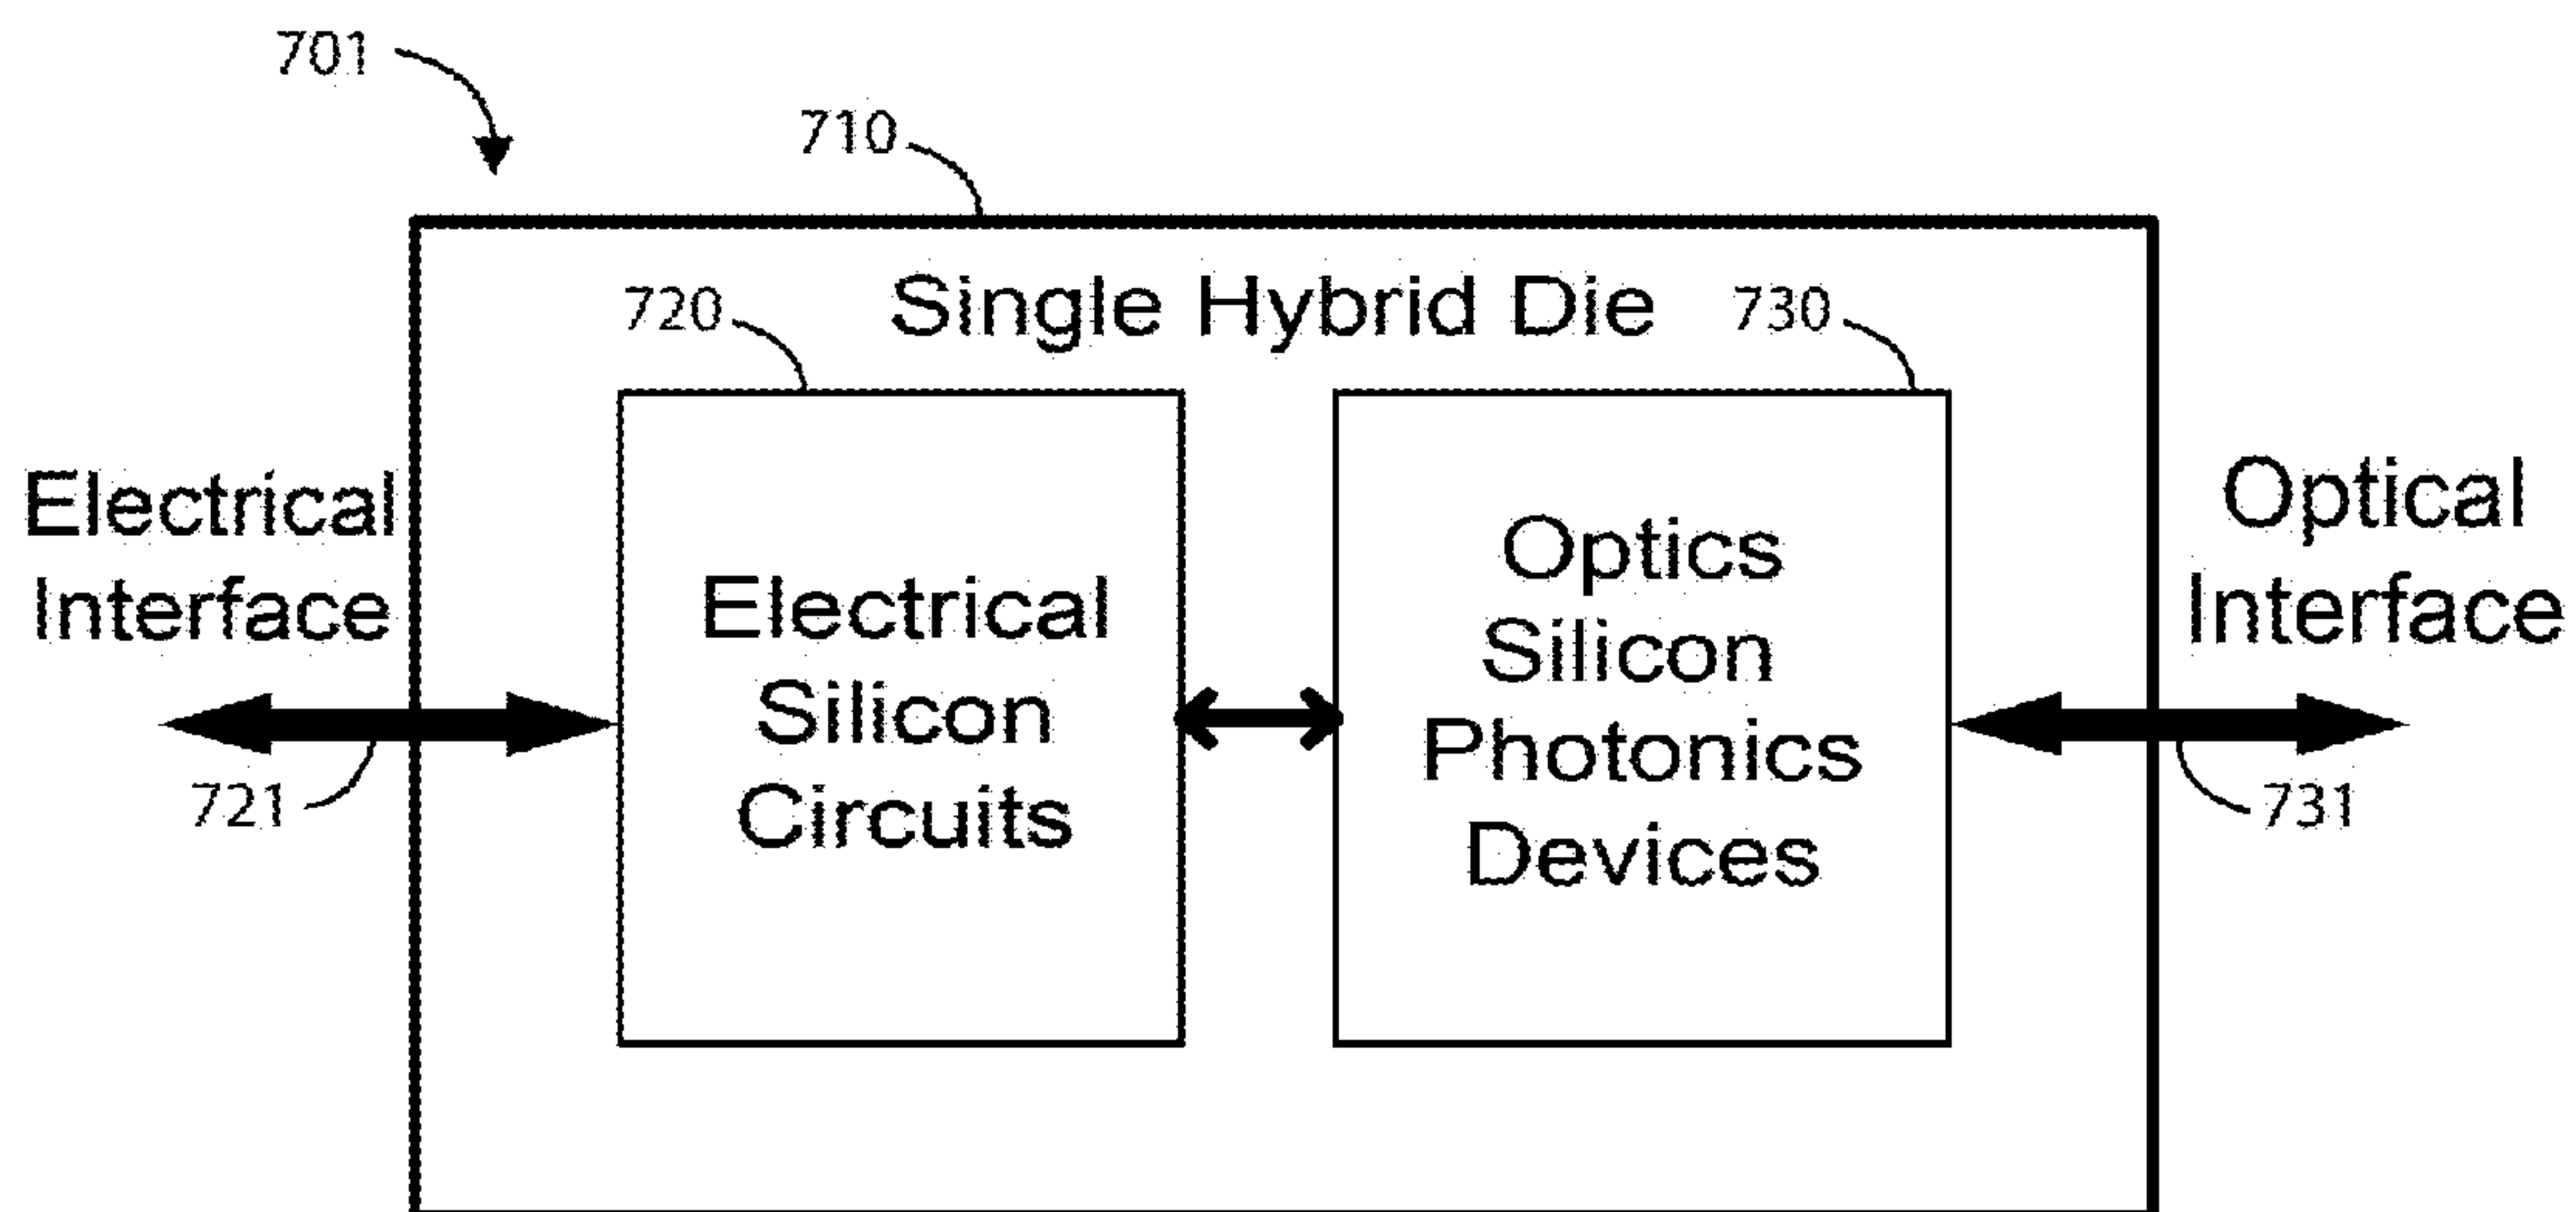 701
710
Single Hybrid Die
720
730
Electrical
Interface
721
Electrical
Silicon
Circuits
Optics
Silicon
Photonics
Devices
Optical
Interface
731